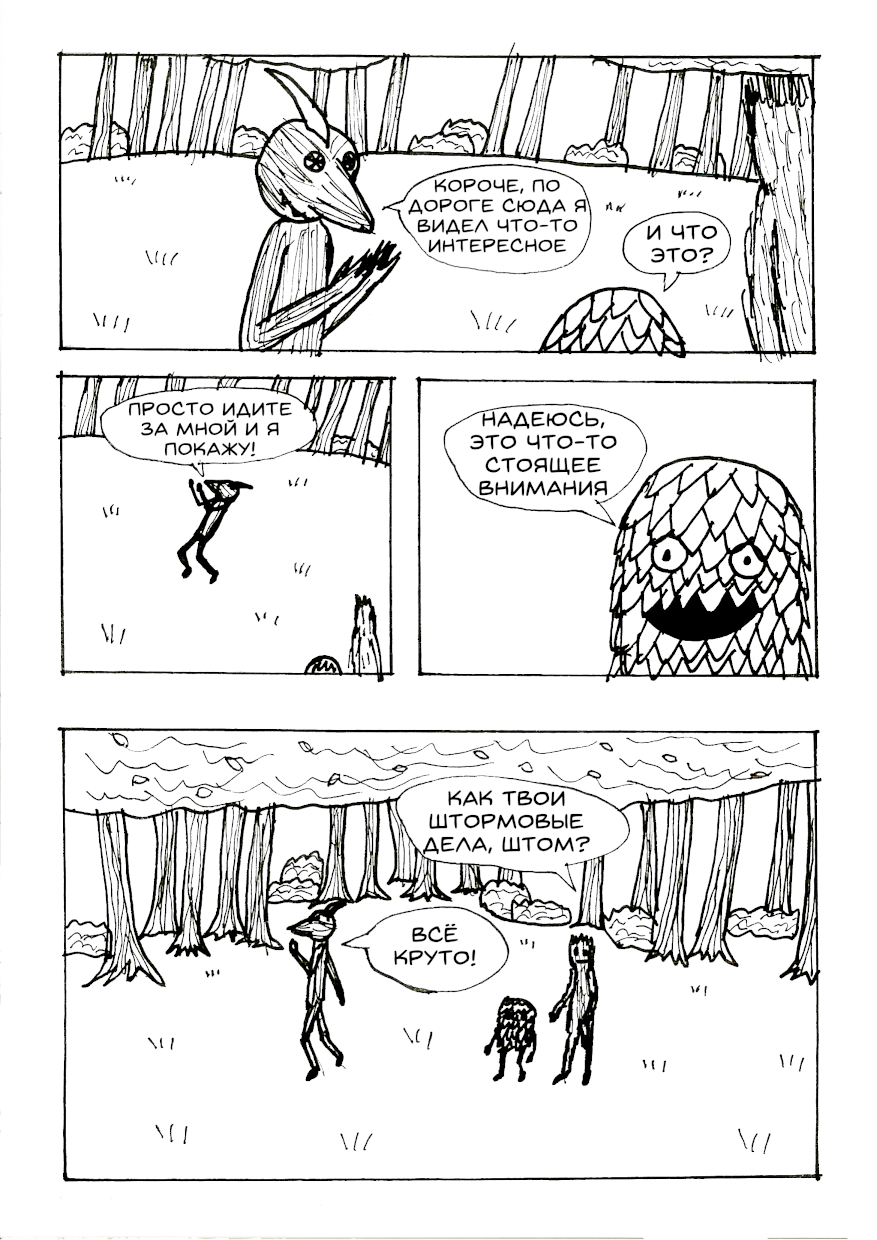 КОРОЧЕ, ПО
ДОРОГЕ СЮДА Я
ВИДЕЛ ЧТО-ТО
ИНТЕРЕСНОЕ
И ЧТО
ЭТО?
ПРОСТО ИДИТЕ
ЗА МНОЙ И Я
ПОКАЖУ!
НАДЕЮСЬ,
ЭТО ЧТО-ТО
СТОЯЩЕЕ
ВНИМАНИЯ
КАК ТВОИ
ШТОРМОВЫЕ
ДЕЛА, ШТОМ?
ВСЁ
КРУТО!